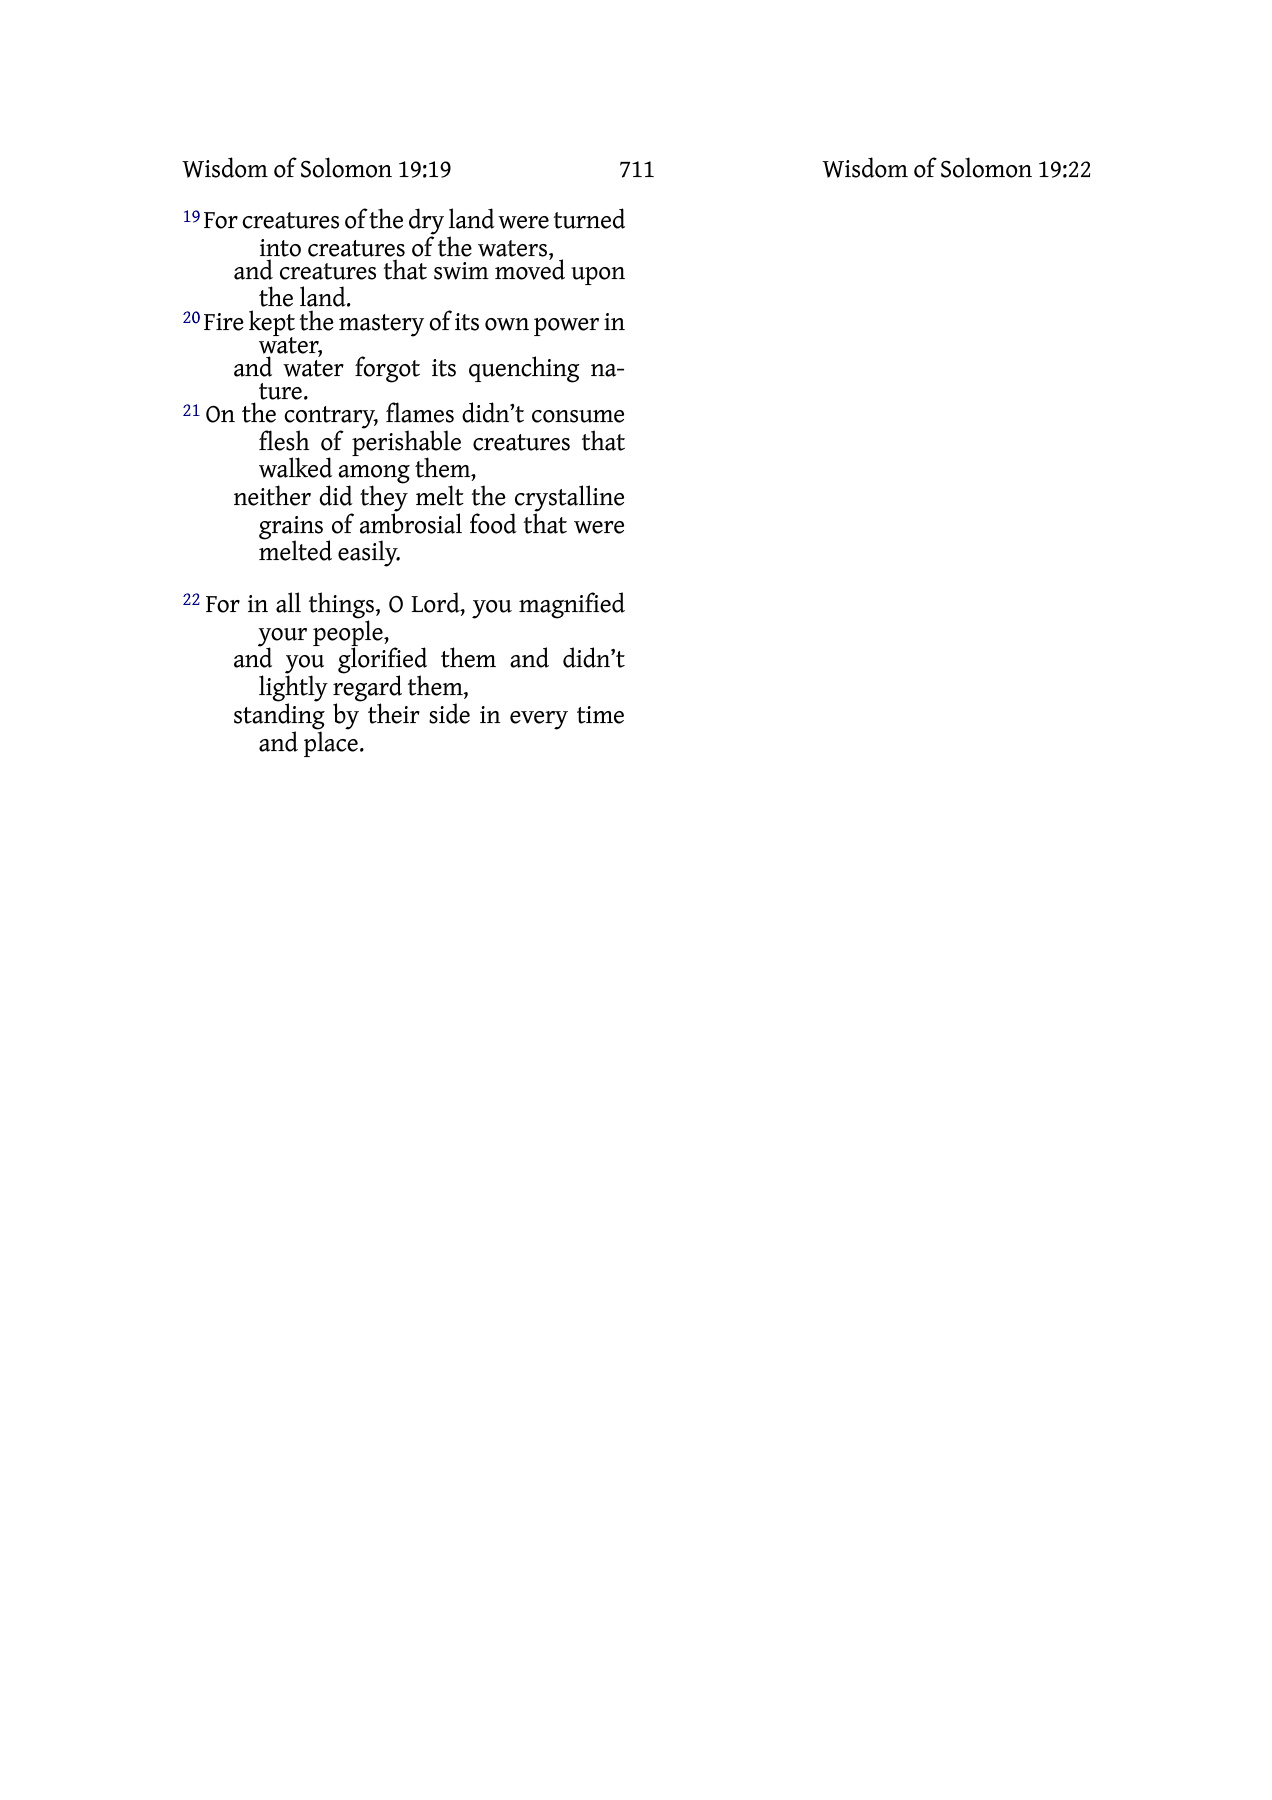 Wisdom of Solomon 19:19 711 Wisdom of Solomon 19:22
19 For creatures of the dry land were turned
into creatures of the waters,
and creatures that swim moved upon
the land.
20 Fire kept the mastery of its own power in
water,
and water forgot its quenching na-
ture.
21 On the contrary, flames didn’t consume
flesh of perishable creatures that
walked among them,
neither did they melt the crystalline
grains of ambrosial food that were
melted easily.
22 For in all things, O Lord, you magnified
your people,
and you glorified them and didn’t
lightly regard them,
standing by their side in every time
and place.